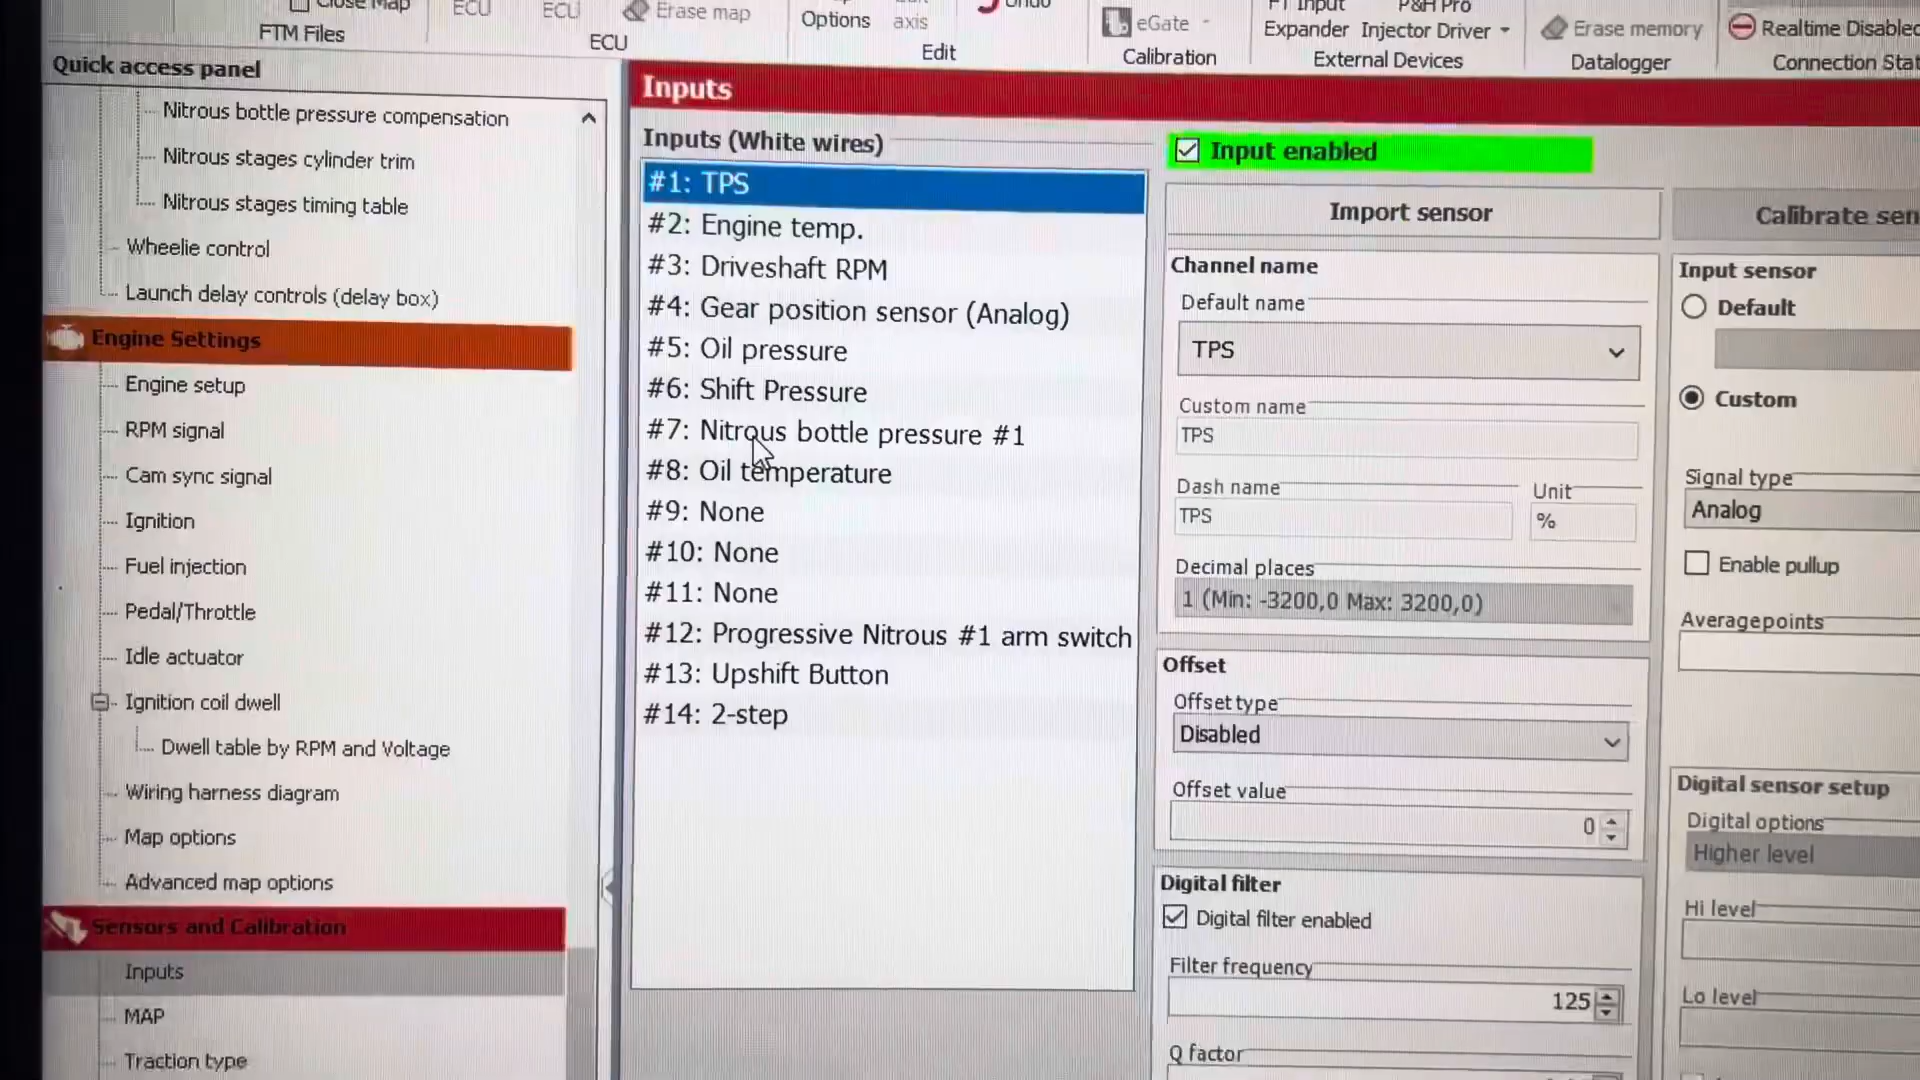 Close Map
ECU
ECU
Erase map
Options
axis
Undo
eGate
FT Input
Expander
P&H Pro
Injector Driver
Erase memory
Realtime Disabled
FTM Files
ECU
Edit
Calibration
External Devices
Datalogger
Connection Stat
Quick access panel
Nitrous bottle pressure compensation
Nitrous stages cylinder trim
Nitrous stages timing table
Wheelie control
Launch delay controls (delay box)
Engine Settings
Engine setup
RPM signal
Cam sync signal
Ignition
Fuel injection
Pedal/Throttle
Idle actuator
Ignition coil dwell
Dwell table by RPM and Voltage
Wiring harness diagram
Map options
Advanced map options
Sensors and Calibration
Inputs
MAP
Traction type
Inputs
Inputs (White wires)
#1: TPS
#2: Engine temp.
#3: Driveshaft RPM
#4: Gear position sensor (Analog)
#5: Oil pressure
#6: Shift Pressure
#7: Nitrous bottle pressure #1
#8: Oil temperature
#9: None
#10: None
#11: None
#12: Progressive Nitrous #1 arm switch
#13: Upshift Button
#14: 2-step
Input enabled
Import sensor
Channel name
Default name
TPS
Custom name
TPS
Dash name
Unit
TPS
%
Decimal places
1 (Min: -3200,0 Max: 3200,0)
Offset
Offset type
Disabled
Offset value
0
Digital filter
Digital filter enabled
Filter frequency
125
Q factor
Calibrate sen
Input sensor
Default
Custom
Signal type
Analog
Enable pullup
Averagepoints
Digital sensor setup
Digital options
Higher level
Hi level
Lo level